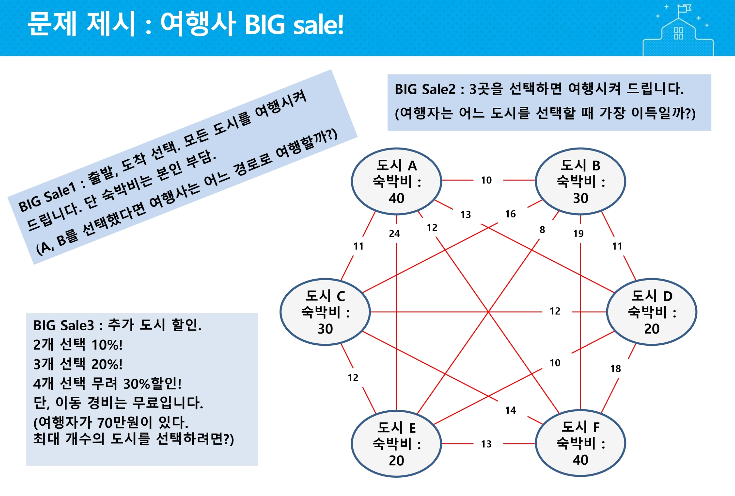 문제 제시 : 여행사 BIG sale!
BIG Sale1 : 출발, 도착 선택. 모든 도시를 여행시켜
드립니다. 단 숙박비는 본인 부담.
(A, B를 선택했다면 여행사는 어느 경로로 여행할까?)
BIG Sale2 : 3곳을 선택하면 여행시켜 드립니다.
(여행자는 어느 도시를 선택할 때 가장 이득일까?)
도시 A
숙박비 :
40
10
도시 B
숙박비 :
30
13
16
24
12
8
19
11
11
도시 C
숙박비 :
30
12
도시 D
숙박비 :
20
BIG Sale3 : 추가 도시 할인.
2개 선택 10%!
3개 선택 20%!
4개 선택 무려 30%할인!
단, 이동 경비는 무료입니다.
(여행자가 70만원이 있다.
최대 개수의 도시를 선택하려면?)
12
10
18
14
도시 E
숙박비 :
20
13
도시 F
숙박비 :
40